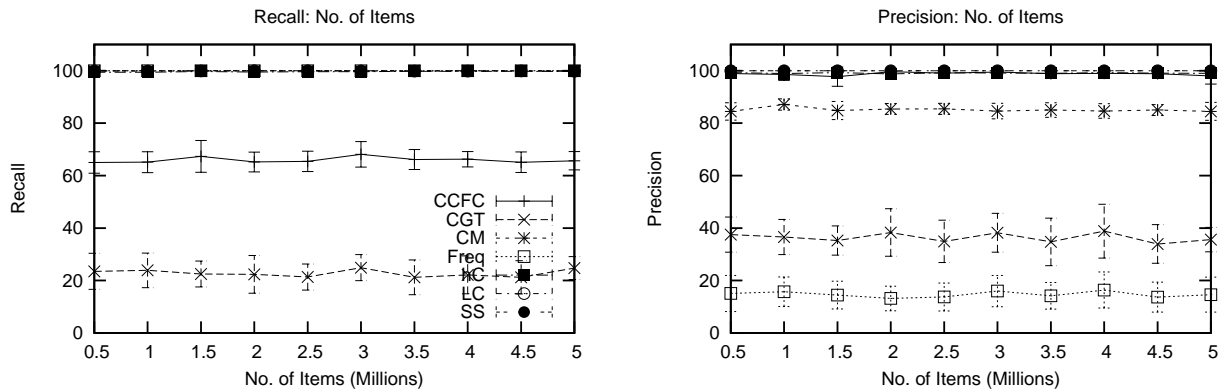 Recall: No. of Items
100
80
60
40
20
0
Recall
0.5 1 1.5 2 2.5 3 3.5 4 4.5 5
No. of Items (Millions)
CCFC
CGT
CM
Freq
LC
SS
Precision: No. of Items
100
80
60
40
20
0
Precision
0.5 1 1.5 2 2.5 3 3.5 4 4.5 5
No. of Items (Millions)